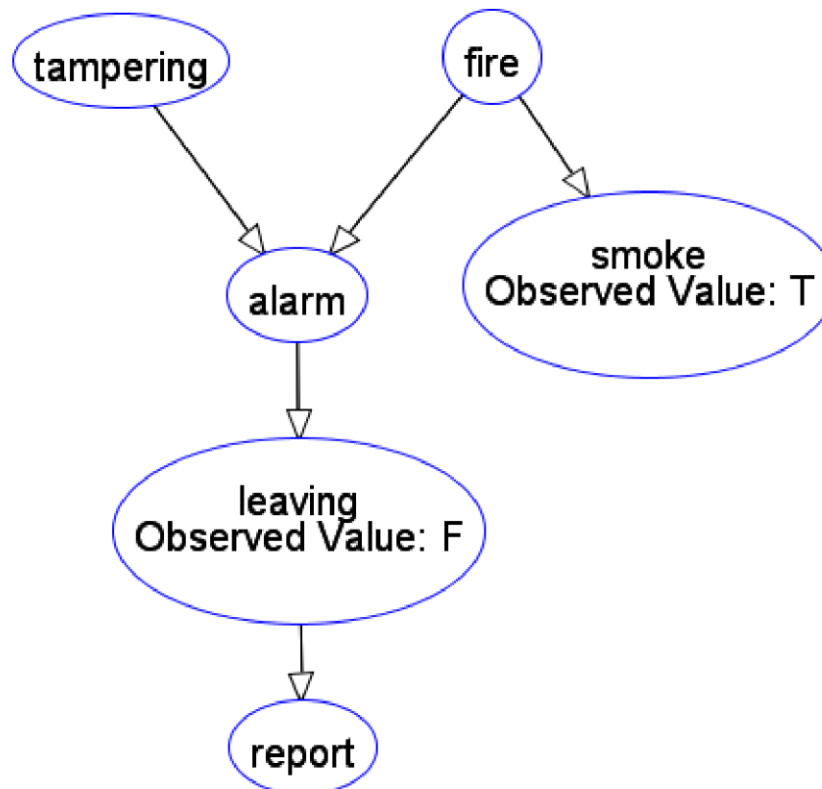 tampering
fire
smoke
Observed Value: T
alarm
leaving
Observed Value: F
report